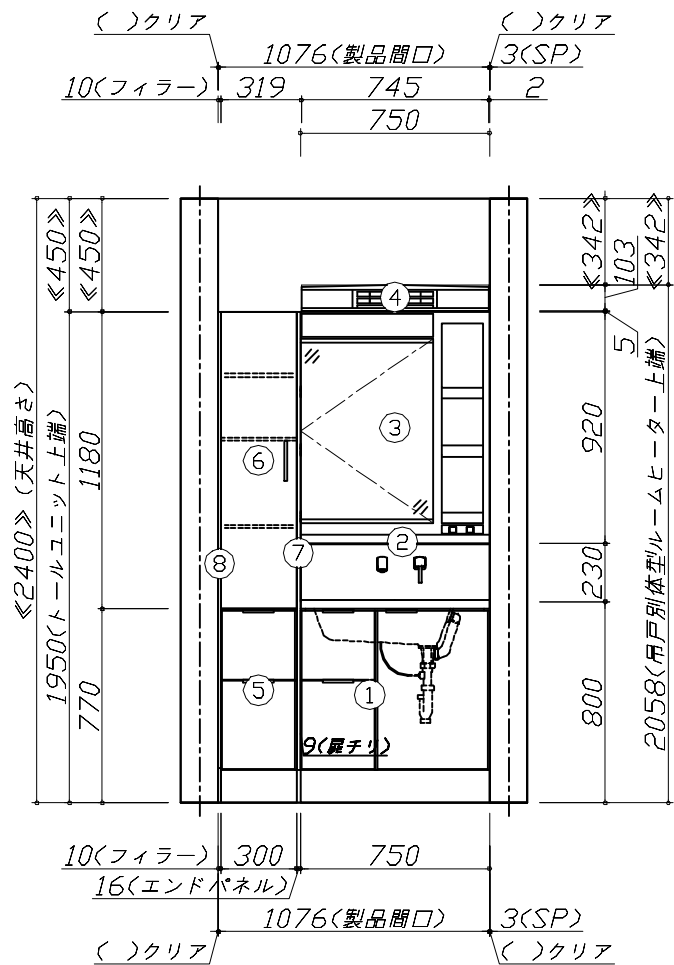 ( )クリア
( )クリア
1076(製品間口)
3(SP)
10(フィラー)
319
745
2
750
≪450≫
≪450≫
≪342≫
103
≪342≫
5
≪2400≫(天井高さ)
1950(トールユニット上端)
1180
770
920
230
800
2058(吊戸別体型ルームヒーター上端)
4
3
6
2
7
8
5
1
9(扉チリ)
10(フィラー)
300
750
16(エンドパネル)
1076(製品間口)
3(SP)
( )クリア
( )クリア